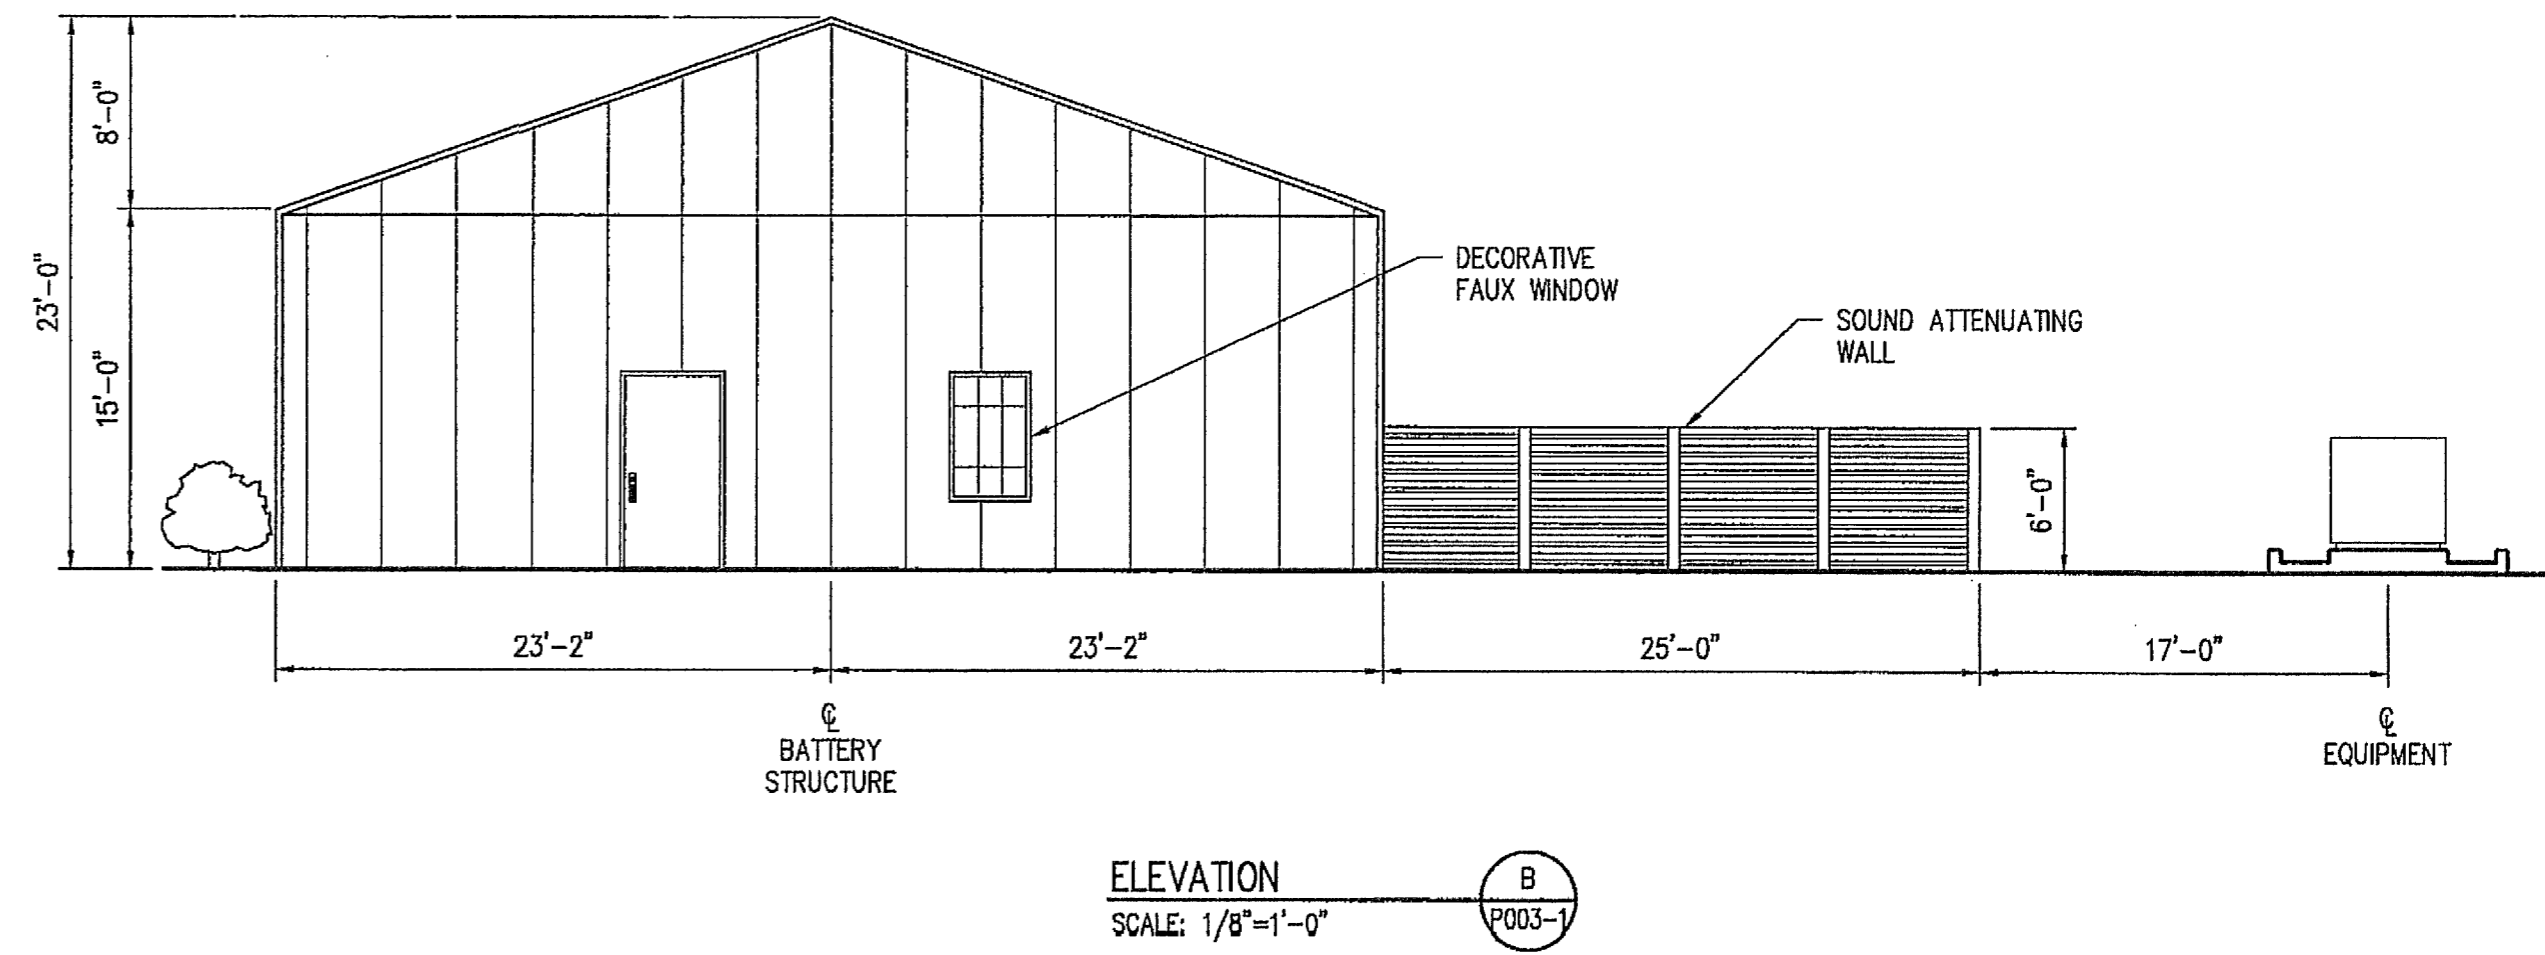 8'-0"
23'-0"
15'-0"
DECORATIVE
FAUX WINDOW
SOUND ATTENUATING
WALL
6'-0"
23'-2"
23'-2"
25'-0"
17'-0"
℄
BATTERY
STRUCTURE
℄
EQUIPMENT
ELEVATION
SCALE: 1/8"=1'-0"
B
P003-1